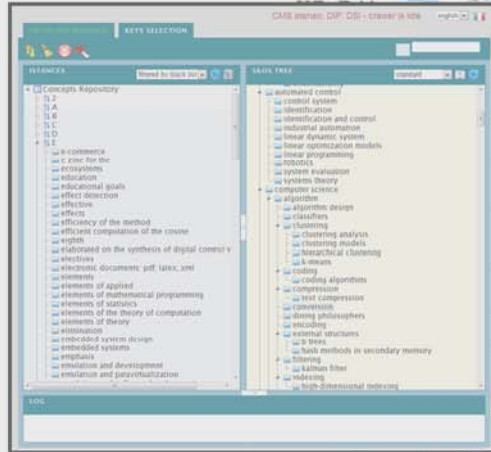 CMS started: DIP. DSI - crawler is idle
english
KEYS SELECTION
ISTANCES
filtered by black list
Concepts Repository
2
A
B
C
D
E
e-commerce
ecosystems
education
educational goals
effect detection
effective
effects
efficiency of the method
efficient computation of the cosine
eighth
elaborated on the synthesis of digital control v
electives
electronic documents: pdf, latex, xml
elements
elements of applied
elements of mathematical programming
elements of statistics
elements of the theory of computation
elements of theory
elimination
embedded system design
embedded systems
emphasis
emulation and development
emulation and paravirtualization
SKOS TREE
standard
automated control
control system
identification
identification and control
industrial automation
linear dynamic system
linear optimization models
linear programming
robotics
system evaluation
systems theory
computer science
algorithm
algorithm design
classifiers
clustering
clustering analysis
clustering models
hierarchical clustering
k-means
coding
coding algorithms
compression
text compression
conversion
dining philosophers
encoding
external structures
b-trees
hash methods in secondary memory
filtering
kalman filter
indexing
high-dimensional indexing
LOG